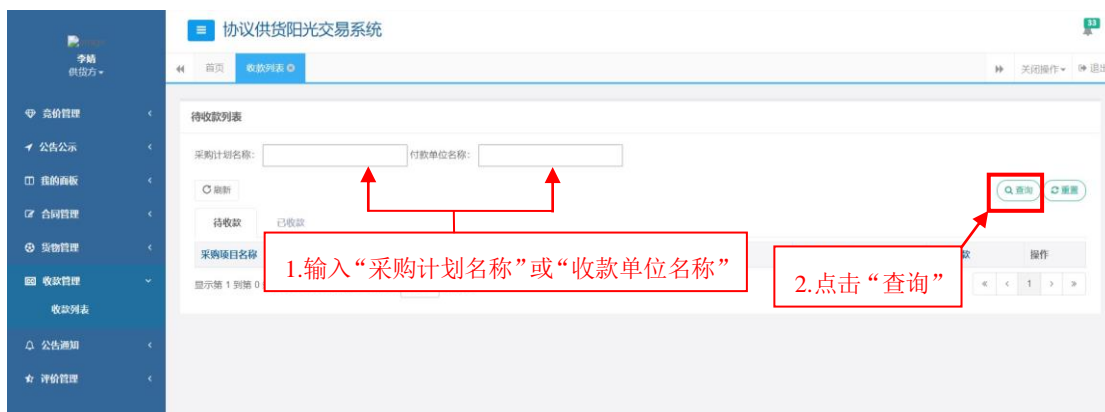 协议供货阳光交易系统
33
李婧
供货方
首页 收款列表
关闭操作 退出
竞价管理
公告公示
我的面板
合同管理
货物管理
收款管理
收款列表
公告通知
评价管理
待收款列表
采购计划名称: 付款单位名称:
刷新
查询 重置
待收款 已收款
采购项目名称 款 操作
1.输入“采购计划名称”或“收款单位名称”
2.点击“查询”
显示第 1 到第 0
« < 1 > »